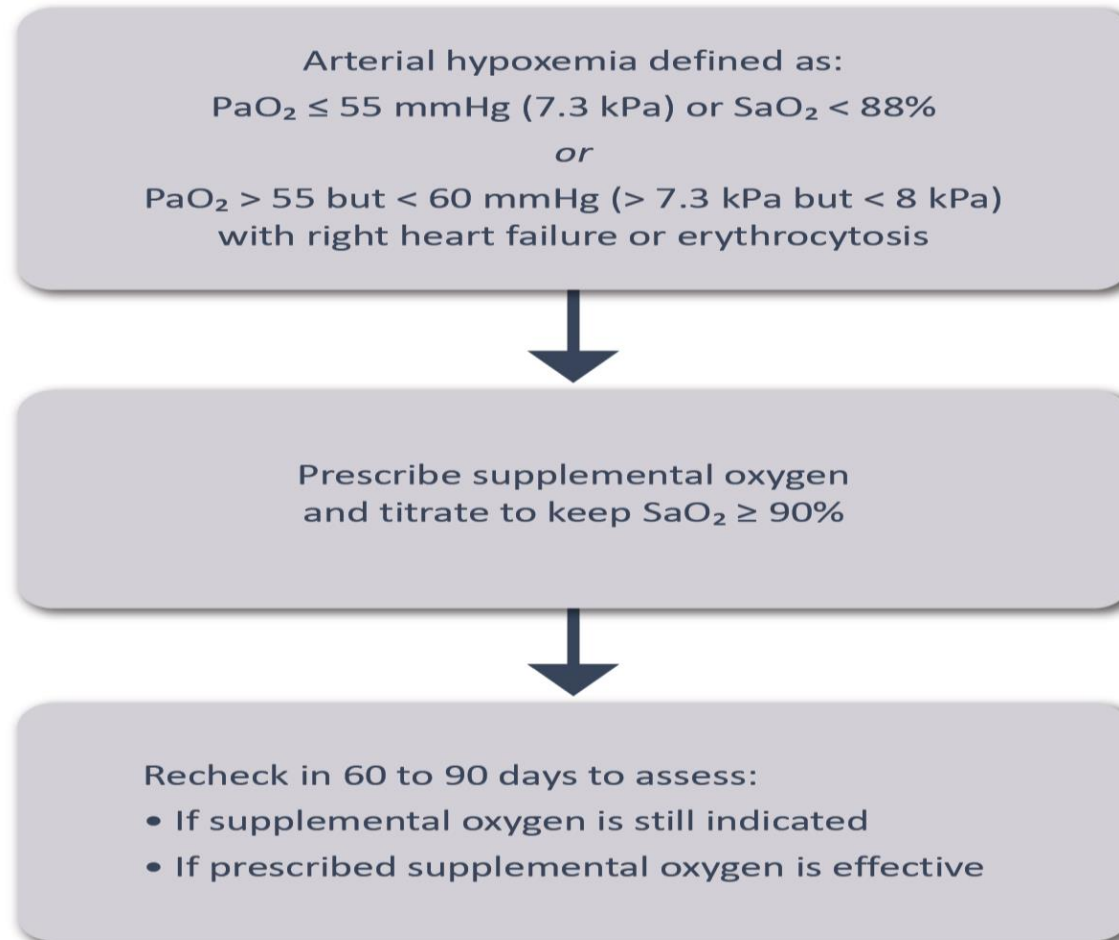 Arterial hypoxemia defined as:
PaO₂ ≤ 55 mmHg (7.3 kPa) or SaO₂ < 88%
or
PaO₂ > 55 but < 60 mmHg (> 7.3 kPa but < 8 kPa)
with right heart failure or erythrocytosis
Prescribe supplemental oxygen
and titrate to keep SaO₂ ≥ 90%
Recheck in 60 to 90 days to assess:
• If supplemental oxygen is still indicated
• If prescribed supplemental oxygen is effective